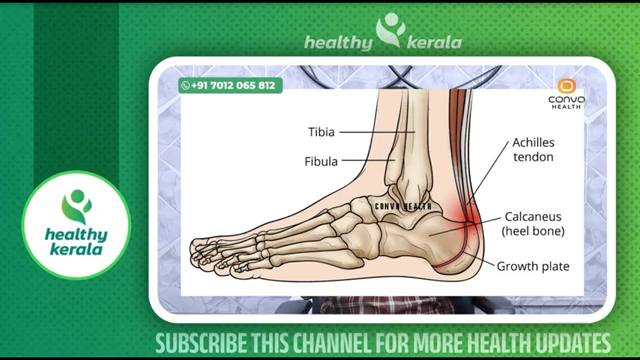 healthy kerala
+91 7012 065 812
CONVO
HEALTH
Tibia
Fibula
Achilles
tendon
CONVO HEALTH
Calcaneus
(heel bone)
Growth plate
healthy
kerala
SUBSCRIBE THIS CHANNEL FOR MORE HEALTH UPDATES